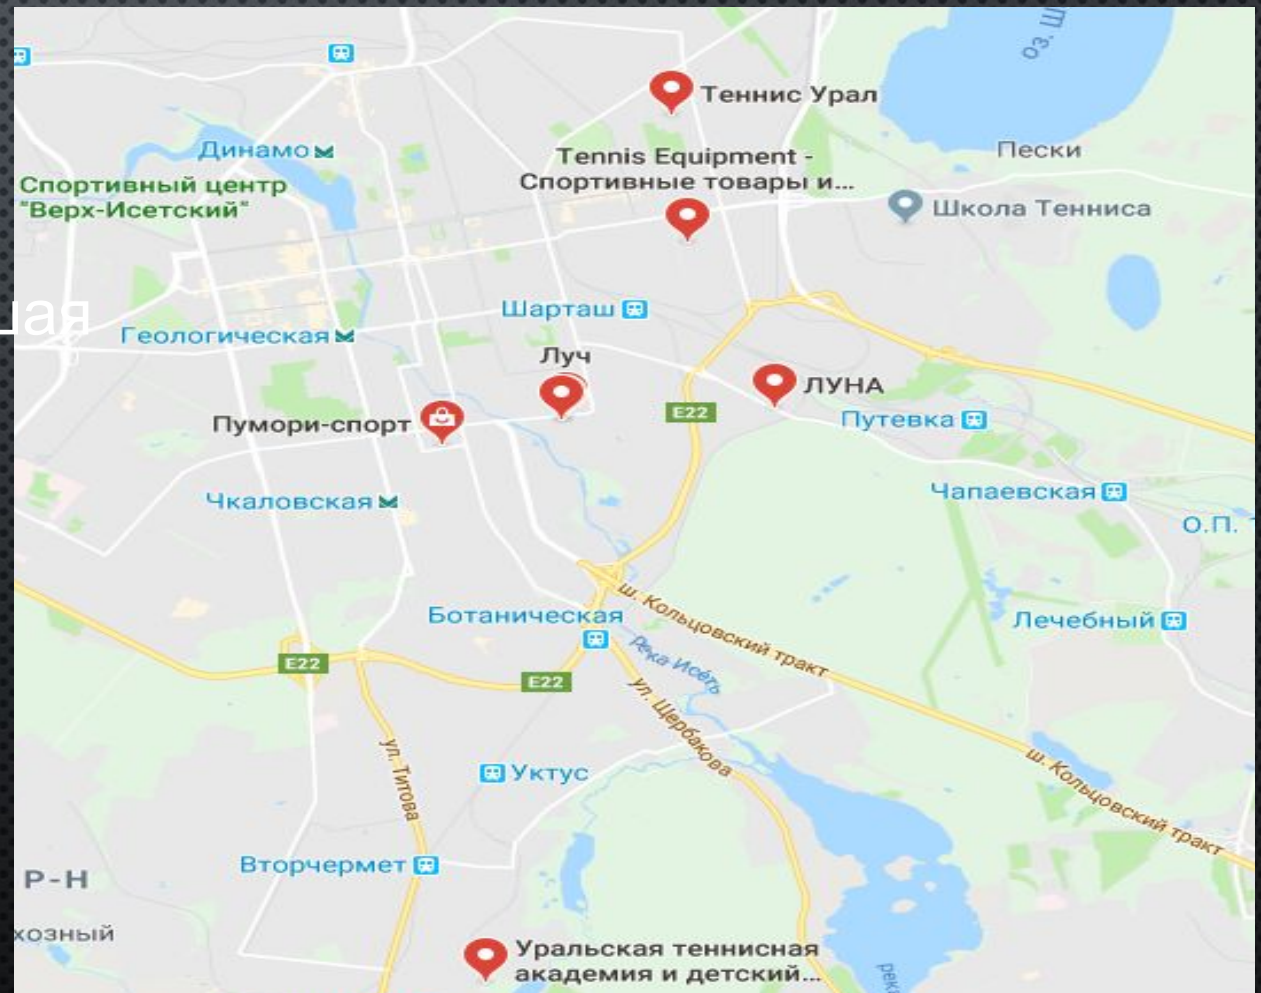 оз. Ш
Теннис Урал
Динамо
Tennis Equipment -
Спортивные товары и...
Пески
Спортивный центр
"Верх-Исетский"
Школа Тенниса
Шарташ
Геологическая
Луч
ЛУНА
Пумори-спорт
E22
Путевка
Чкаловская
Чапаевская
О.П.
ш. Кольцовский тракт
Ботаническая
Лечебный
река Исеть
E22
E22
ул. Щербакова
ул. Титова
Уктус
ш. Кольцовский тракт
Вторчермет
Р-Н
хозный
Уральская теннисная
академия и детский...